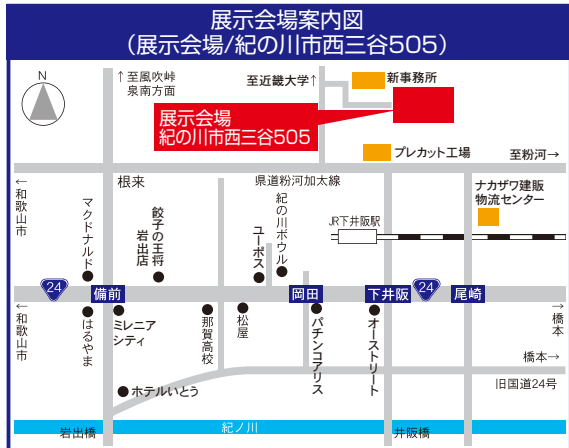 展示会場案内図
（展示会場/紀の川市西三谷505）
N
↑至風吹峠
泉南方面
至近畿大学↑
新事務所
展示会場
紀の川市西三谷505
プレカット工場
至粉河→
←和歌山市
根来
県道粉河加太線
ナカザワ建販
物流センター
マクドナルド
餃子の王将
岩出店
ユーポス
紀の川ボウル
JR下井阪駅
24
備前
岡田
下井阪
24
尾崎
←和歌山市
はるやま
ミレニア
シティ
那賀高校
松屋
パチンコアリス
オーストリート
→橋本
橋本→
旧国道24号
ホテルいとう
岩出橋
紀ノ川
井阪橋